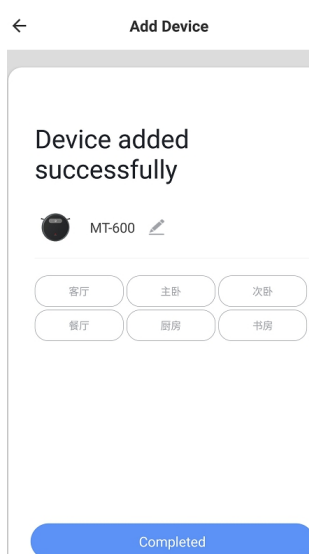 Add Device
Device added
successfully
MT-600
客厅 主卧 次卧
餐厅 厨房 书房
Completed